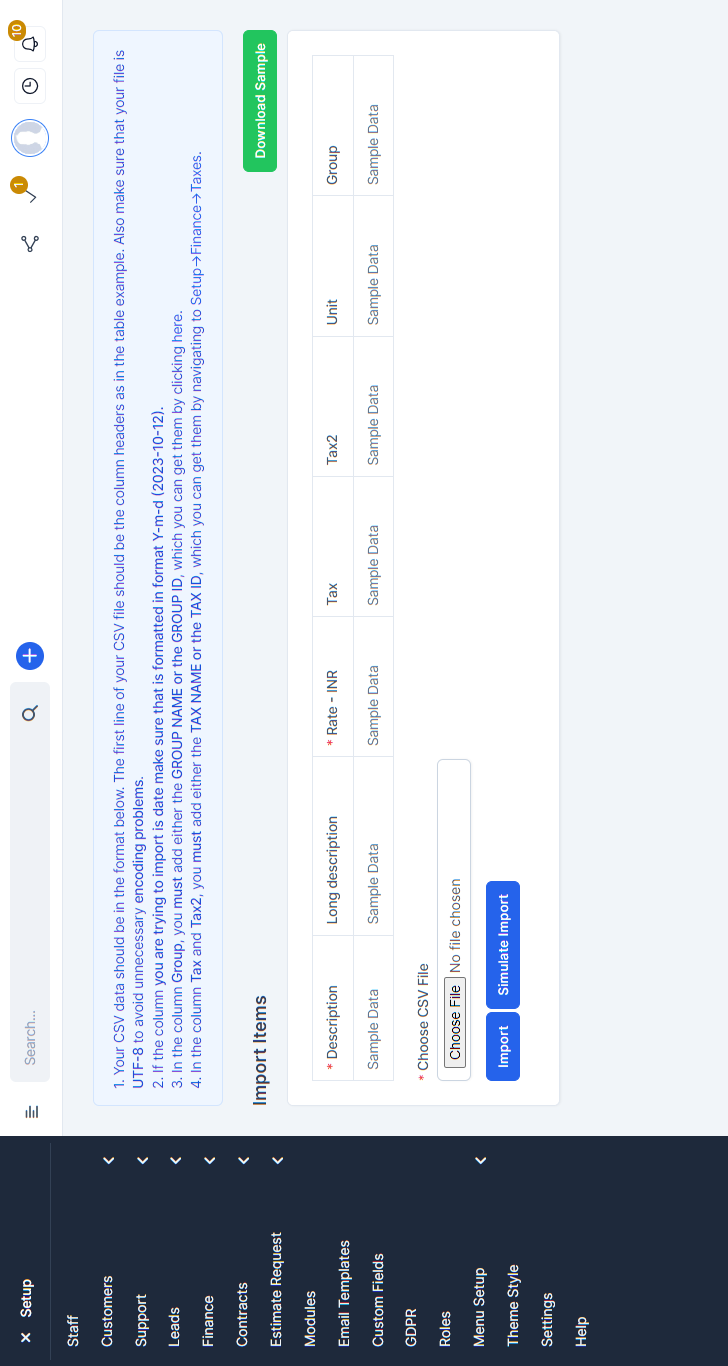 Setup
Staff
Customers
Support
Leads
Finance
Contracts
Estimate Request
Modules
Email Templates
Custom Fields
GDPR
Roles
Menu Setup
Theme Style
Settings
Help
Search...
1
10
1. Your CSV data should be in the format below. The first line of your CSV file should be the column headers as in the table example. Also make sure that your file is
UTF-8 to avoid unnecessary encoding problems.
2. If the column you are trying to import is date make sure that is formatted in format Y-m-d (2023-10-12).
3. In the column Group, you must add either the GROUP NAME or the GROUP ID, which you can get them by clicking here.
4. In the column Tax and Tax2, you must add either the TAX NAME or the TAX ID, which you can get them by navigating to Setup->Finance->Taxes.
Import Items
Download Sample
* Description Long description * Rate - INR Tax Tax2 Unit Group
Sample Data Sample Data Sample Data Sample Data Sample Data Sample Data Sample Data
* Choose CSV File
Choose File No file chosen
Import Simulate Import